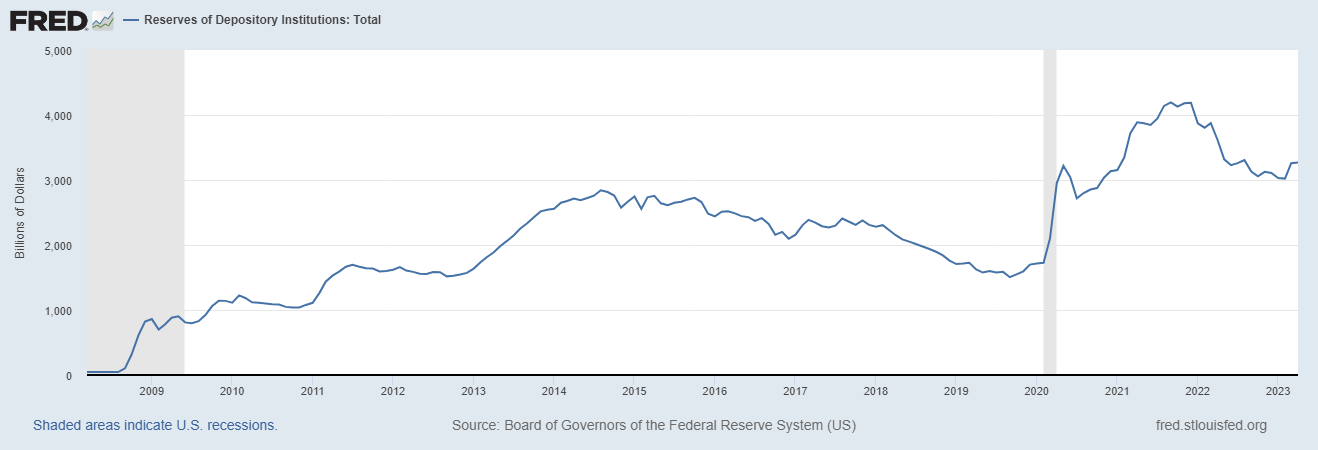 FRED Reserves of Depository Institutions: Total
5,000
4,000
3,000
2,000
1,000
0
Billions of Dollars
2009 2010 2011 2012 2013 2014 2015 2016 2017 2018 2019 2020 2021 2022 2023
Shaded areas indicate U.S. recessions. Source: Board of Governors of the Federal Reserve System (US) fred.stlouisfed.org